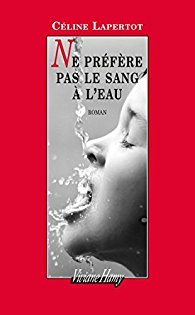 CÉLINE LAPERTOT
NE PRÉFÈRE
PAS LE SANG
À L'EAU
ROMAN
Viviane Hamy